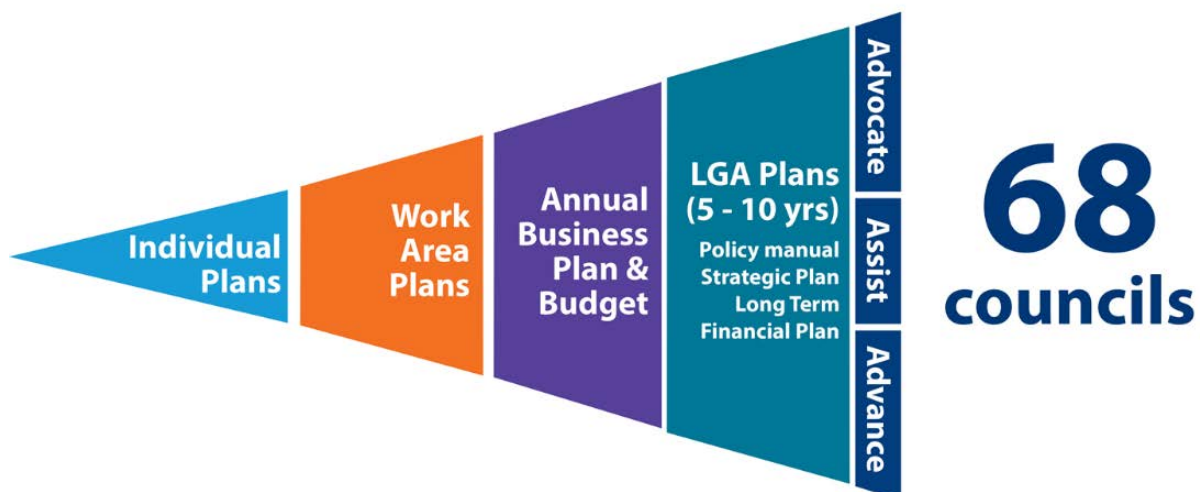 Individual
Plans
Work
Area
Plans
Annual
Business
Plan &
Budget
LGA Plans
(5 - 10 yrs)
Policy manual
Strategic Plan
Long Term
Financial Plan
Advocate
Assist
Advance
68
councils